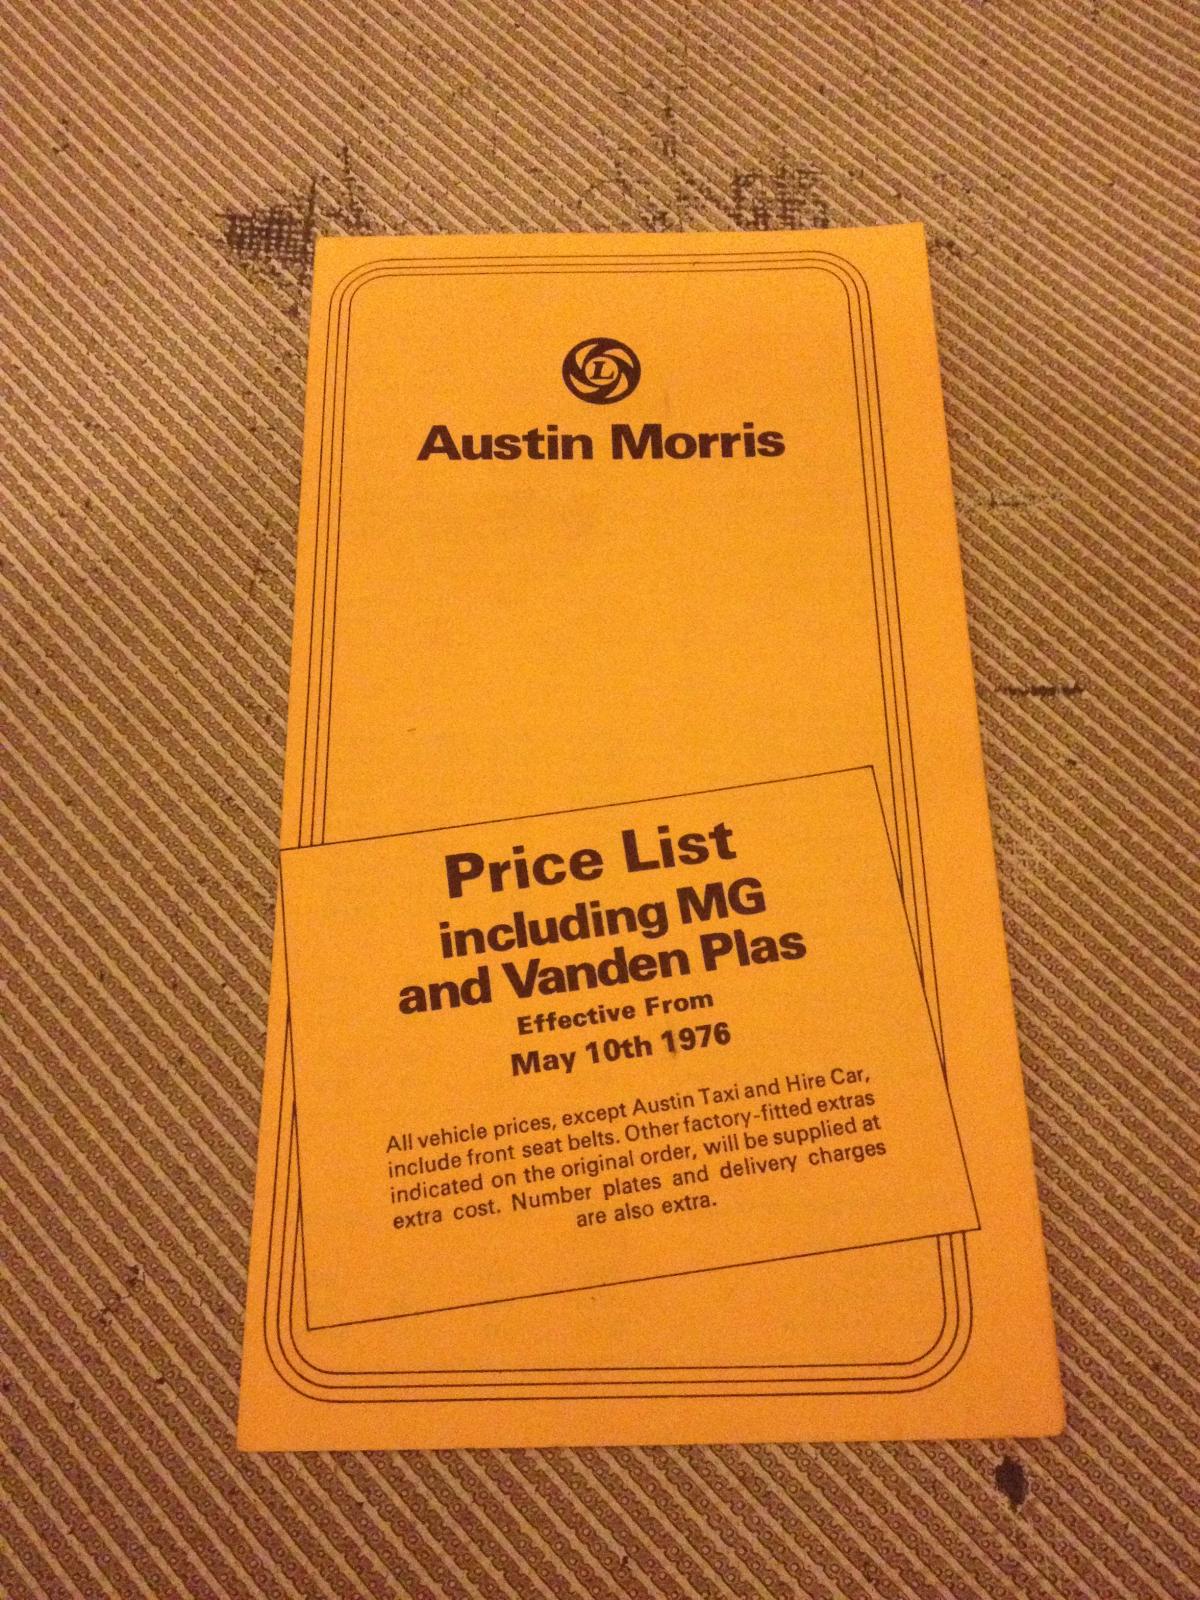 L
Austin Morris
Price List
including MG
and Vanden Plas
Effective From
May 10th 1976
All vehicle prices, except Austin Taxi and Hire Car,
include front seat belts. Other factory-fitted extras
indicated on the original order, will be supplied at
extra cost. Number plates and delivery charges
are also extra.